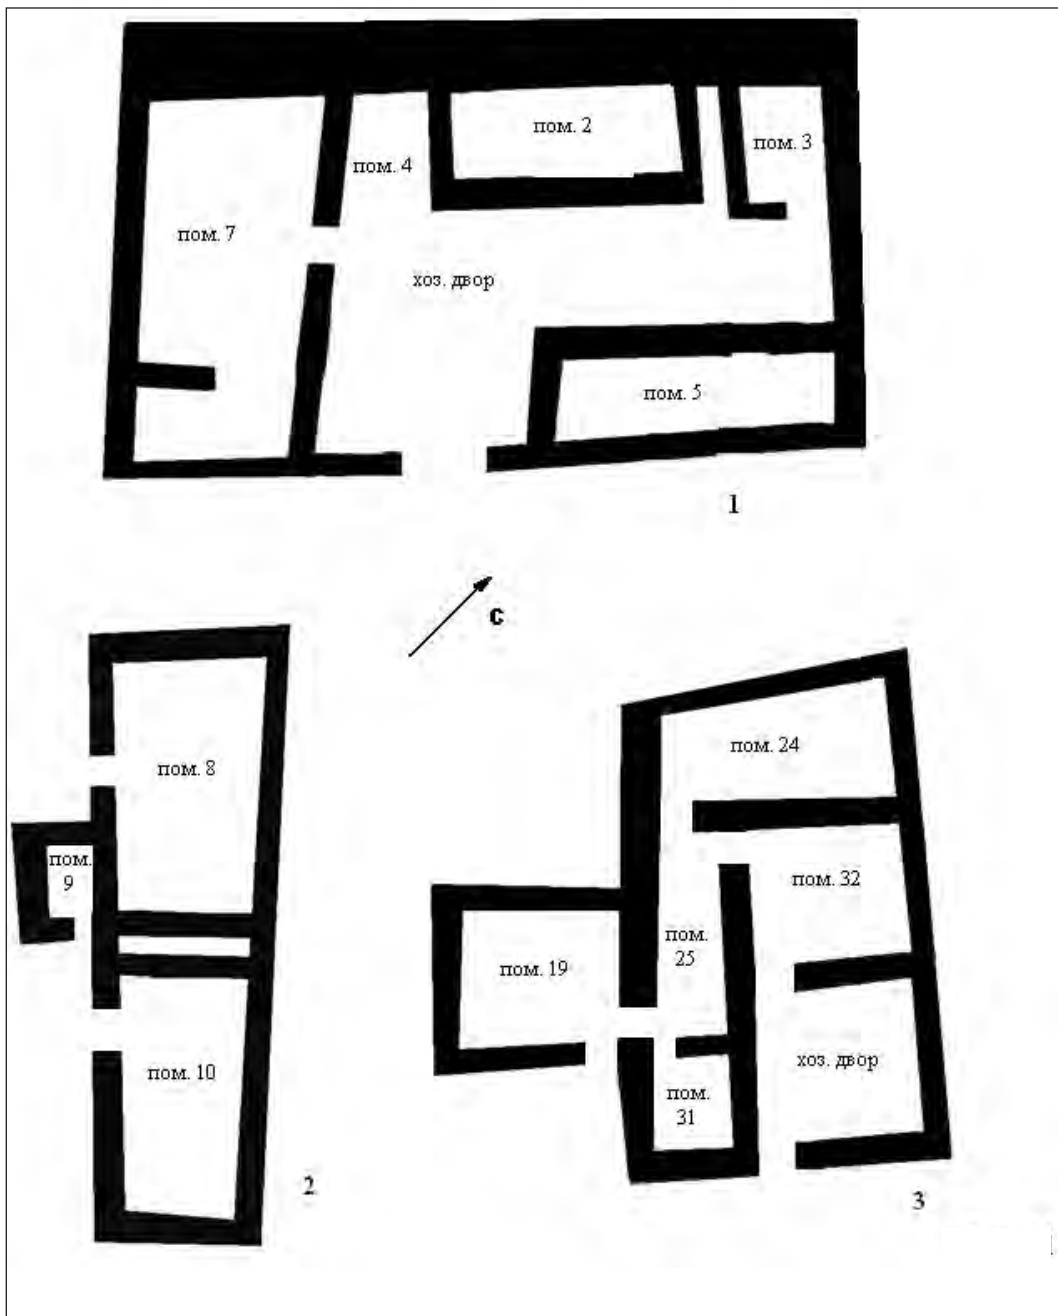 пом. 2
пом. 3
пом. 4
пом. 7
хоз. двор
пом. 5
1
с
пом. 8
пом.
9
пом. 10
2
пом. 24
пом. 32
пом.
25
пом. 19
хоз. двор
пом.
31
3